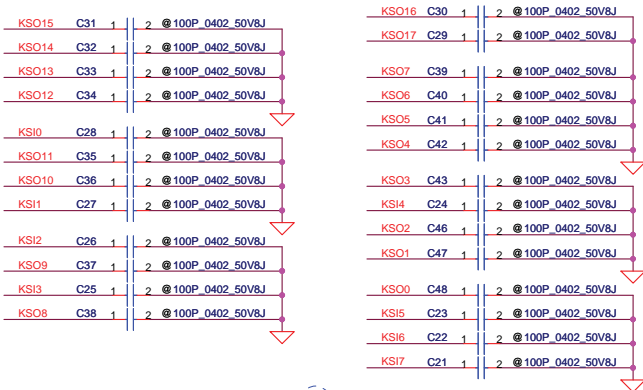 KSO15 C31 1 2 @100P_0402_50V8J
KSO14 C32 1 2 @100P_0402_50V8J
KSO13 C33 1 2 @100P_0402_50V8J
KSO12 C34 1 2 @100P_0402_50V8J
KSI0 C28 1 2 @100P_0402_50V8J
KSO11 C35 1 2 @100P_0402_50V8J
KSO10 C36 1 2 @100P_0402_50V8J
KSI1 C27 1 2 @100P_0402_50V8J
KSI2 C26 1 2 @100P_0402_50V8J
KSO9 C37 1 2 @100P_0402_50V8J
KSI3 C25 1 2 @100P_0402_50V8J
KSO8 C38 1 2 @100P_0402_50V8J
KSO16 C30 1 2 @100P_0402_50V8J
KSO17 C29 1 2 @100P_0402_50V8J
KSO7 C39 1 2 @100P_0402_50V8J
KSO6 C40 1 2 @100P_0402_50V8J
KSO5 C41 1 2 @100P_0402_50V8J
KSO4 C42 1 2 @100P_0402_50V8J
KSO3 C43 1 2 @100P_0402_50V8J
KSI4 C24 1 2 @100P_0402_50V8J
KSO2 C46 1 2 @100P_0402_50V8J
KSO1 C47 1 2 @100P_0402_50V8J
KSO0 C48 1 2 @100P_0402_50V8J
KSI5 C23 1 2 @100P_0402_50V8J
KSI6 C22 1 2 @100P_0402_50V8J
KSI7 C21 1 2 @100P_0402_50V8J